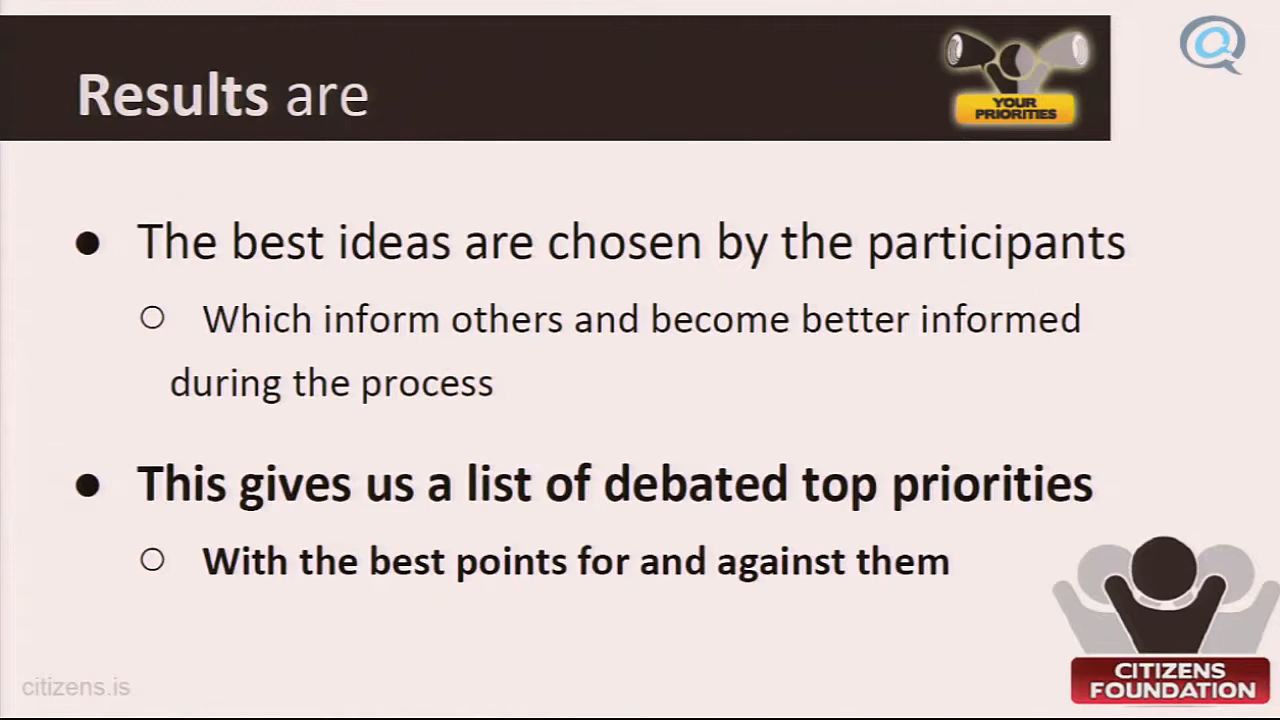 Results are
YOUR
PRIORITIES
● The best ideas are chosen by the participants
○ Which inform others and become better informed
during the process
● This gives us a list of debated top priorities
○ With the best points for and against them
citizens.is
CITIZENS
FOUNDATION